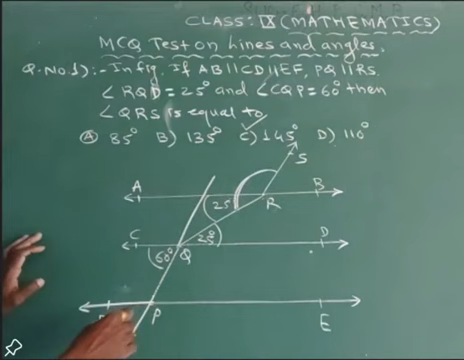 CLASS: IX (MATHEMATICS)
MCQ Test on lines and angles.
Q.No.1):- In fig. If AB||CD||EF, PQ||RS.
∠RQD=25° and ∠CQP=60° then
∠QRS is equal to
A) 85° B) 135° C) 145° D) 110°
S
A B
25 R
C D
25°
60° Q
P E